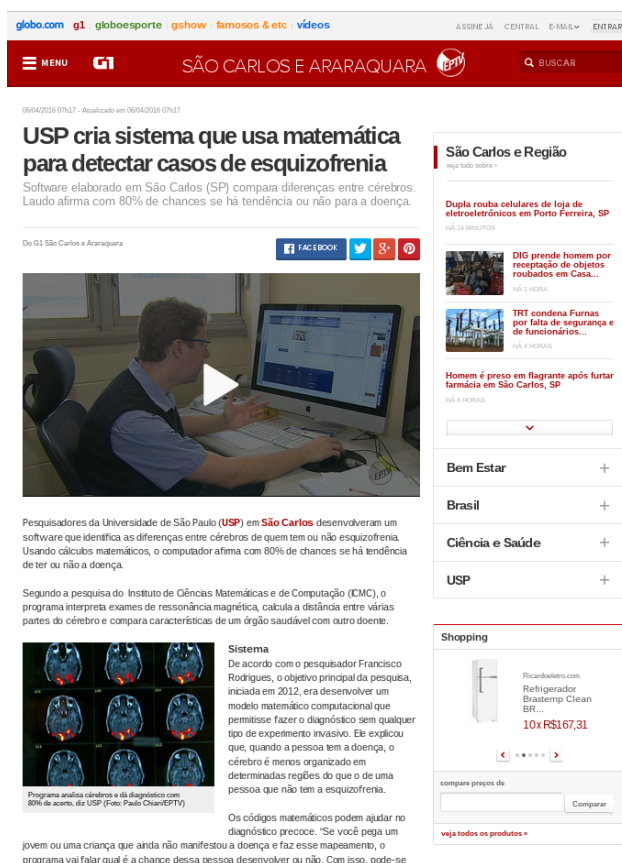 globo.com g1 globoesporte gshow famosos & etc vídeos
ASSINE JÁ CENTRAL E-MAIL ENTRAR
MENU G1 SÃO CARLOS E ARARAQUARA EPTV BUSCAR
06/04/2016 07h17 - Atualizado em 06/04/2016 07h17
USP cria sistema que usa matemática
para detectar casos de esquizofrenia
Software elaborado em São Carlos (SP) compara diferenças entre cérebros.
Laudo afirma com 80% de chances se há tendência ou não para a doença.
Do G1 São Carlos e Araraquara
FACEBOOK
EPTV
Pesquisadores da Universidade de São Paulo (USP) em São Carlos desenvolveram um
software que identifica as diferenças entre cérebros de quem tem ou não esquizofrenia.
Usando cálculos matemáticos, o computador afirma com 80% de chances se há tendência
de ter ou não a doença.
Segundo a pesquisa do Instituto de Ciências Matemáticas e de Computação (ICMC), o
programa interpreta exames de ressonância magnética, calcula a distância entre várias
partes do cérebro e compara características de um órgão saudável com outro doente.
Programa analisa cérebros e dá diagnóstico com
80% de acerto, diz USP (Foto: Paulo Chiari/EPTV)
Sistema
De acordo com o pesquisador Francisco
Rodrigues, o objetivo principal da pesquisa,
iniciada em 2012, era desenvolver um
modelo matemático computacional que
permitisse fazer o diagnóstico sem qualquer
tipo de experimento invasivo. Ele explicou
que, quando a pessoa tem a doença, o
cérebro é menos organizado em
determinadas regiões do que o de uma
pessoa que não tem a esquizofrenia.
Os códigos matemáticos podem ajudar no
diagnóstico precoce. “Se você pega um
jovem ou uma criança que ainda não manifestou a doença e faz esse mapeamento, o
programa vai falar qual é a chance dessa pessoa desenvolver ou não. Com isso, pode-se
São Carlos e Região
veja tudo sobre ›
Dupla rouba celulares de loja de
eletroeletrônicos em Porto Ferreira, SP
HÁ 14 MINUTOS
DIG prende homem por
receptação de objetos
roubados em Casa...
HÁ 1 HORA
TRT condena Furnas
por falta de segurança e
de funcionários...
HÁ 4 HORAS
Homem é preso em flagrante após furtar
farmácia em São Carlos, SP
HÁ 4 HORAS
Bem Estar +
Brasil +
Ciência e Saúde +
USP +
Shopping
Ricardoeletro.com
Refrigerador
Brastemp Clean
BR...
10x R$167,31
compare preços de
Comparar
veja todos os produtos »